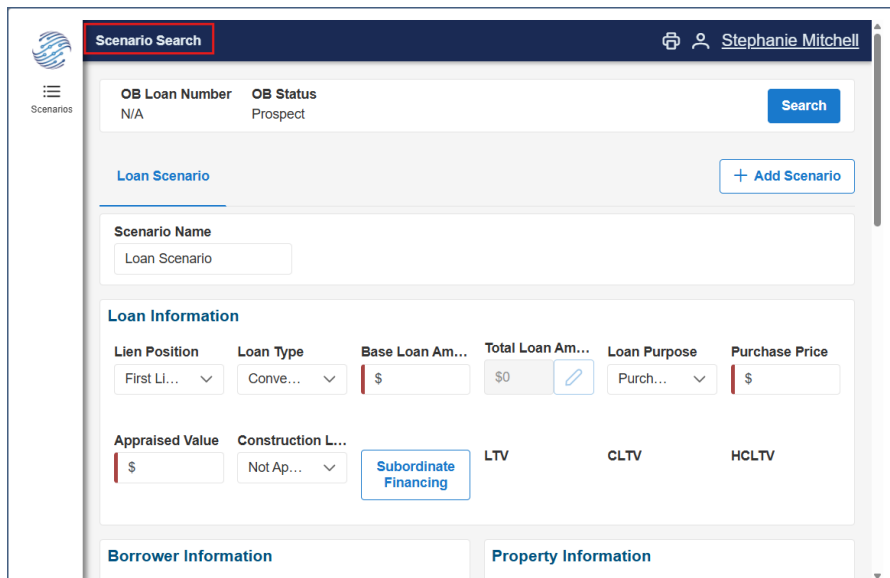 Scenario Search
Stephanie Mitchell
Scenarios
OB Loan Number OB Status
N/A Prospect
Search
Loan Scenario
+ Add Scenario
Scenario Name
Loan Scenario
Loan Information
Lien Position Loan Type Base Loan Am... Total Loan Am... Loan Purpose Purchase Price
First Li... Conve... $ $0 Purch... $
Appraised Value Construction L... LTV CLTV HCLTV
$ Not Ap... Subordinate
Financing
Borrower Information Property Information